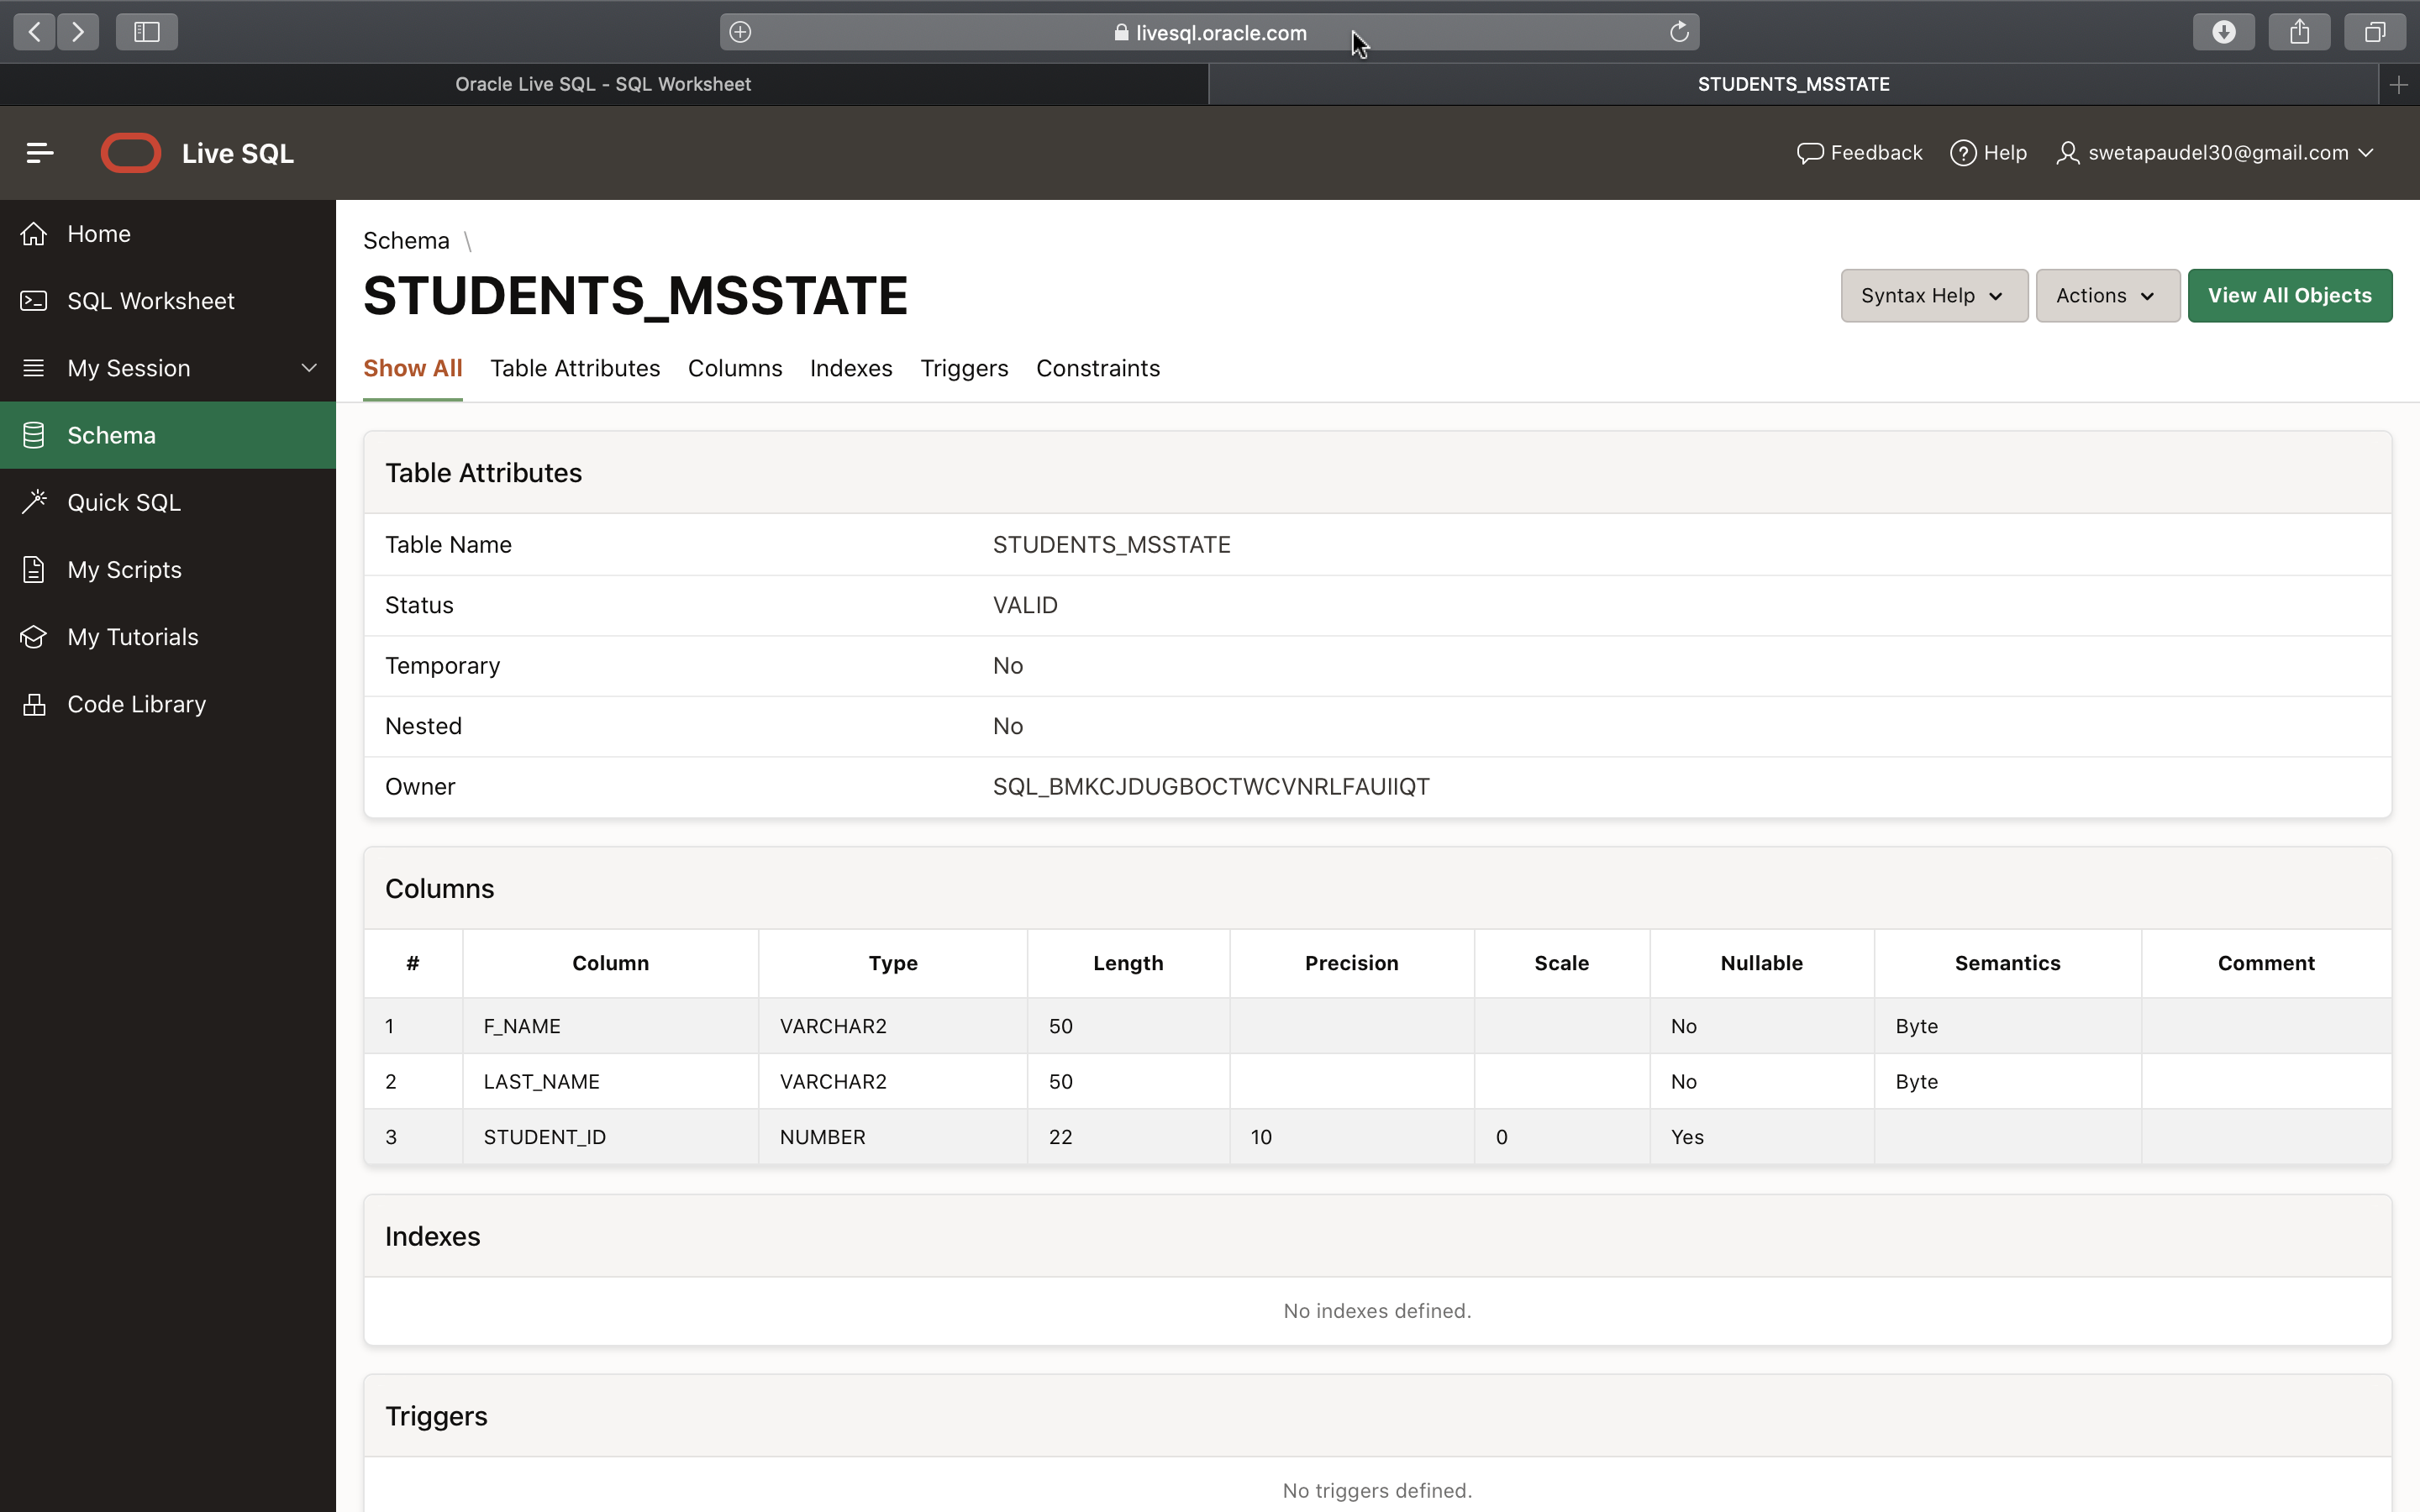 livesql.oracle.com
Oracle Live SQL - SQL Worksheet
STUDENTS_MSSTATE
Live SQL
Feedback
Help
swetapaudel30@gmail.com
Home
SQL Worksheet
My Session
Schema
Quick SQL
My Scripts
My Tutorials
Code Library
Schema \
STUDENTS_MSSTATE
Syntax Help
Actions
View All Objects
Show All Table Attributes Columns Indexes Triggers Constraints
Table Attributes
Table Name STUDENTS_MSSTATE
Status VALID
Temporary No
Nested No
Owner SQL_BMKCJDUGBOCTWCVNRLFAUIIQT
Columns
# Column Type Length Precision Scale Nullable Semantics Comment
1 F_NAME VARCHAR2 50 No Byte
2 LAST_NAME VARCHAR2 50 No Byte
3 STUDENT_ID NUMBER 22 10 0 Yes
Indexes
No indexes defined.
Triggers
No triggers defined.